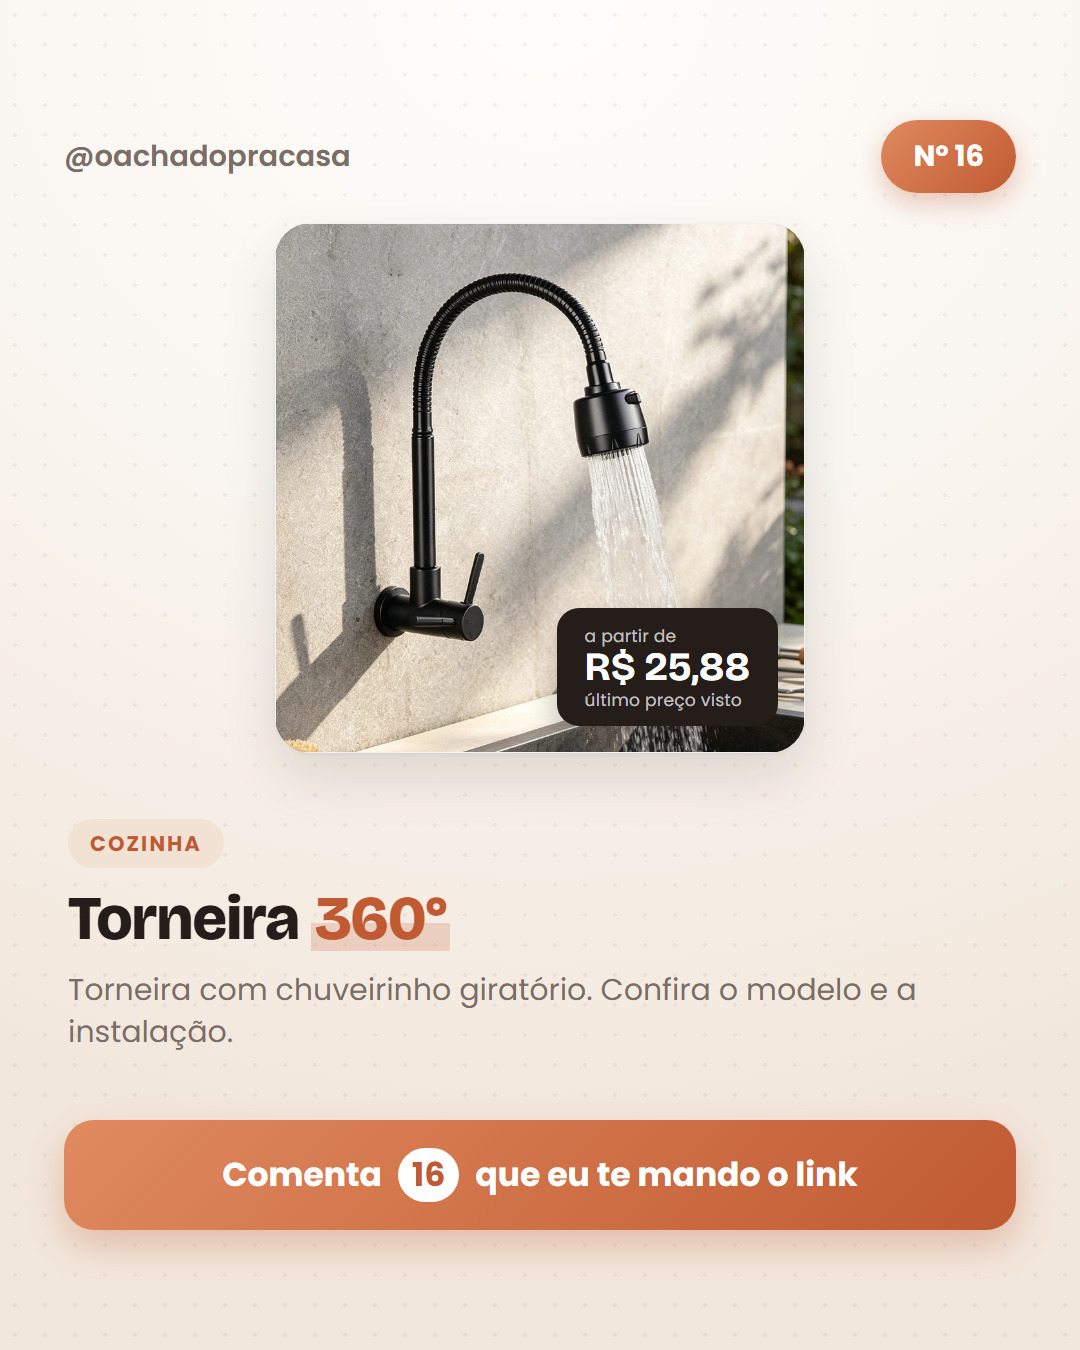 @oachadopracasa
Nº 16
a partir de
R$ 25,88
último preço visto
COZINHA
Torneira 360°
Torneira com chuveirinho giratório. Confira o modelo e a
instalação.
Comenta 16 que eu te mando o link